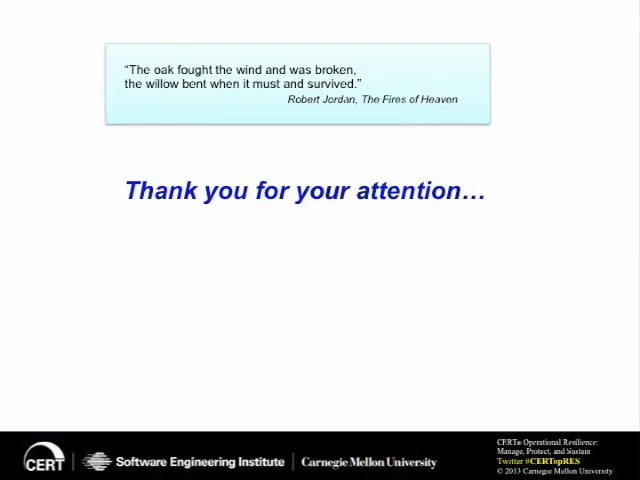 “The oak fought the wind and was broken,
the willow bent when it must and survived.”
Robert Jordan, The Fires of Heaven
Thank you for your attention…
CERT
Software Engineering Institute
Carnegie Mellon University
CERT® Operational Resilience:
Manage, Protect, and Sustain
Twitter #CERTopRES
© 2013 Carnegie Mellon University